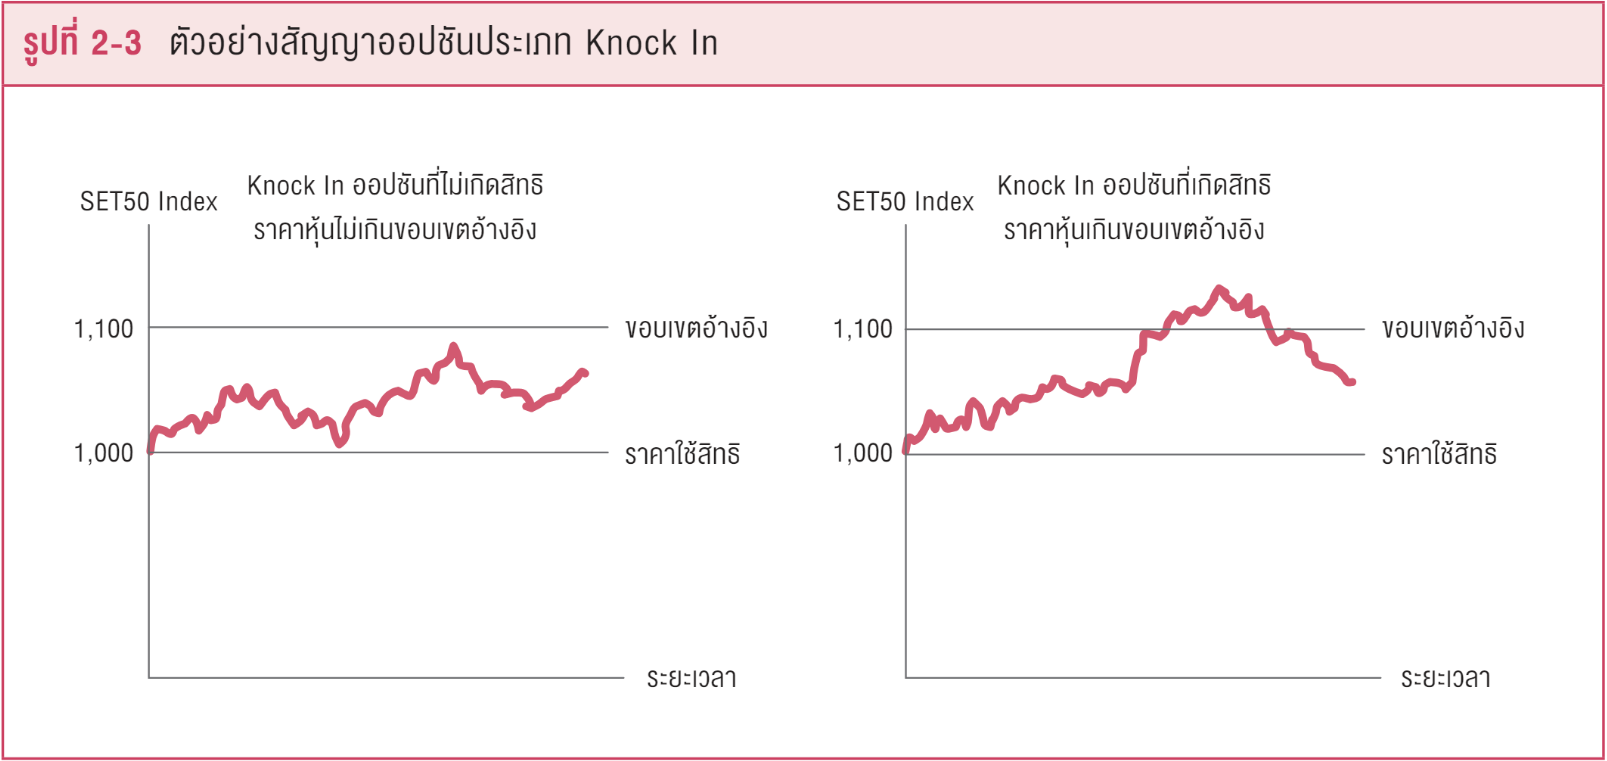 รูปที่ 2-3 ตัวอย่างสัญญาออปชันประเภท Knock In
SET50 Index
Knock In ออปชันที่ไม่เกิดสิทธิ
ราคาหุ้นไม่เกินขอบเขตอ้างอิง
1,100
ขอบเขตอ้างอิง
1,000
ราคาใช้สิทธิ
ระยะเวลา
SET50 Index
Knock In ออปชันที่เกิดสิทธิ
ราคาหุ้นเกินขอบเขตอ้างอิง
1,100
ขอบเขตอ้างอิง
1,000
ราคาใช้สิทธิ
ระยะเวลา